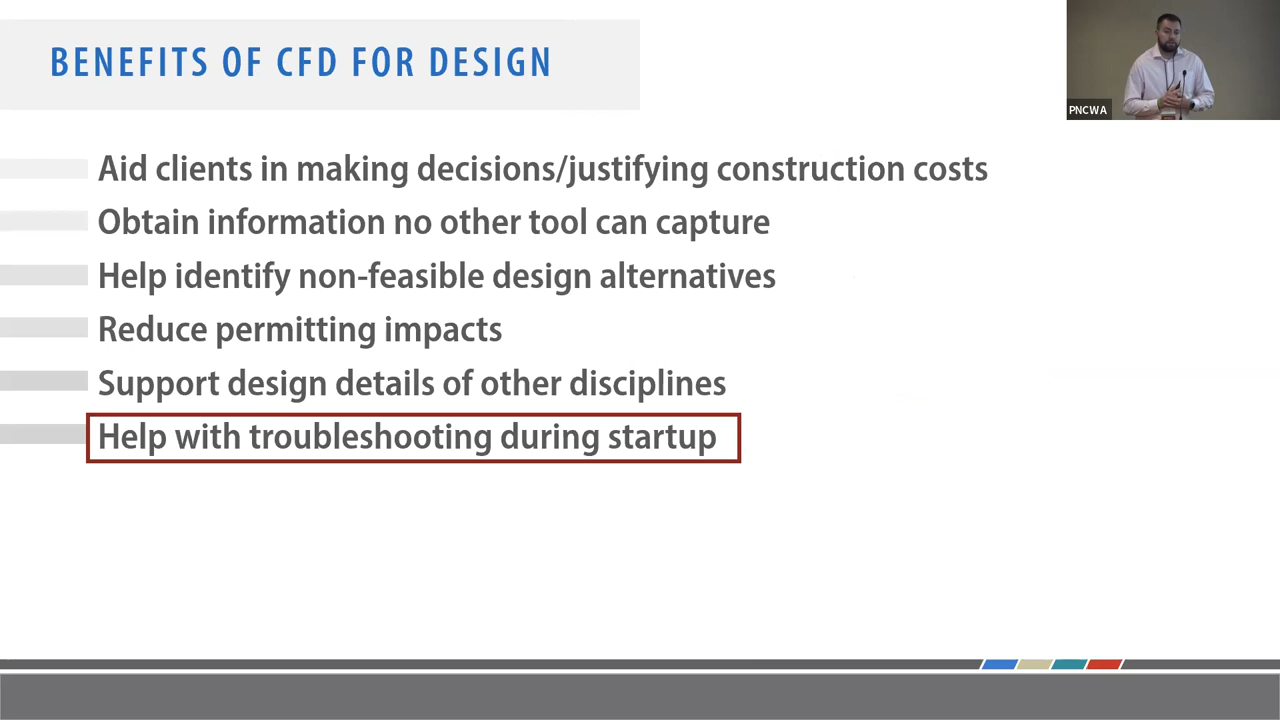 BENEFITS OF CFD FOR DESIGN
PNCWA
Aid clients in making decisions/justifying construction costs
Obtain information no other tool can capture
Help identify non-feasible design alternatives
Reduce permitting impacts
Support design details of other disciplines
Help with troubleshooting during startup